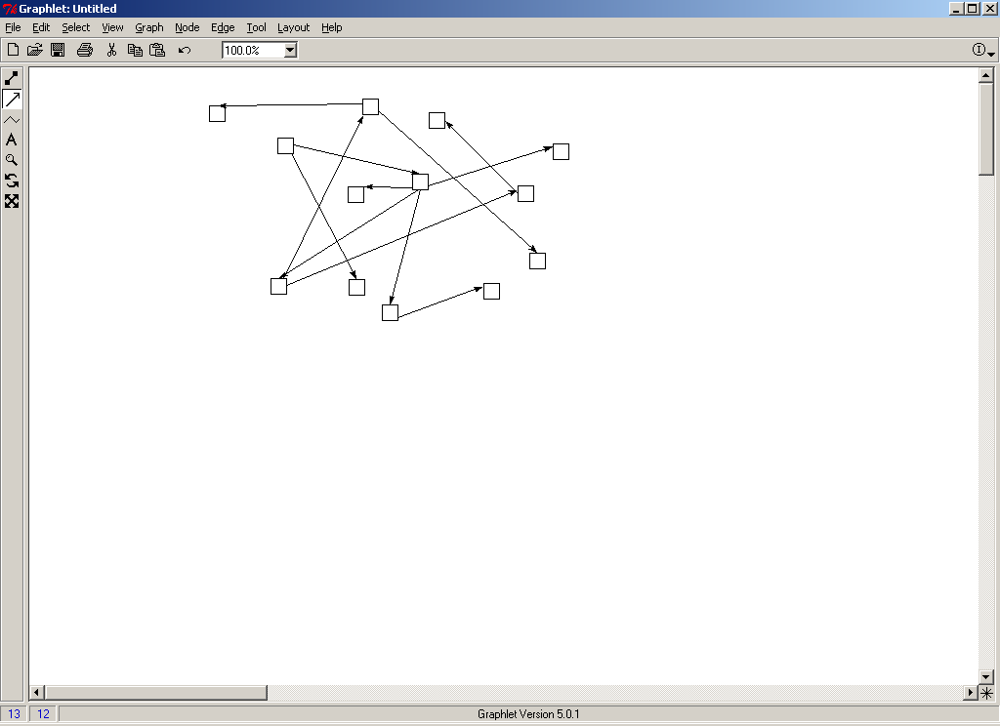 Graphlet: Untitled
File Edit Select View Graph Node Edge Tool Layout Help
100.0%
A
13 12 Graphlet Version 5.0.1